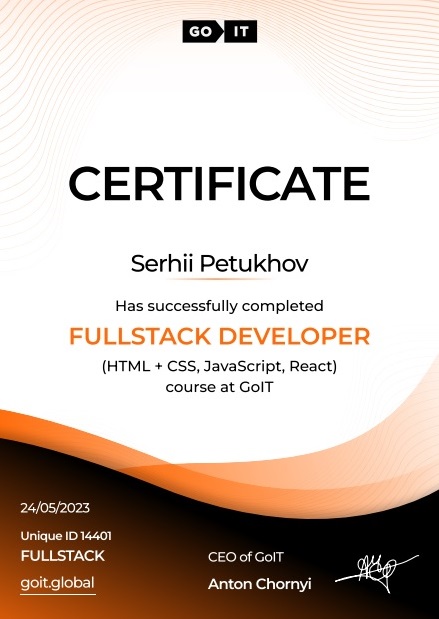 GO IT
CERTIFICATE
Serhii Petukhov
Has successfully completed
FULLSTACK DEVELOPER
(HTML + CSS, JavaScript, React)
course at GoIT
24/05/2023
Unique ID 14401
FULLSTACK
goit.global
CEO of GoIT
Anton Chornyi